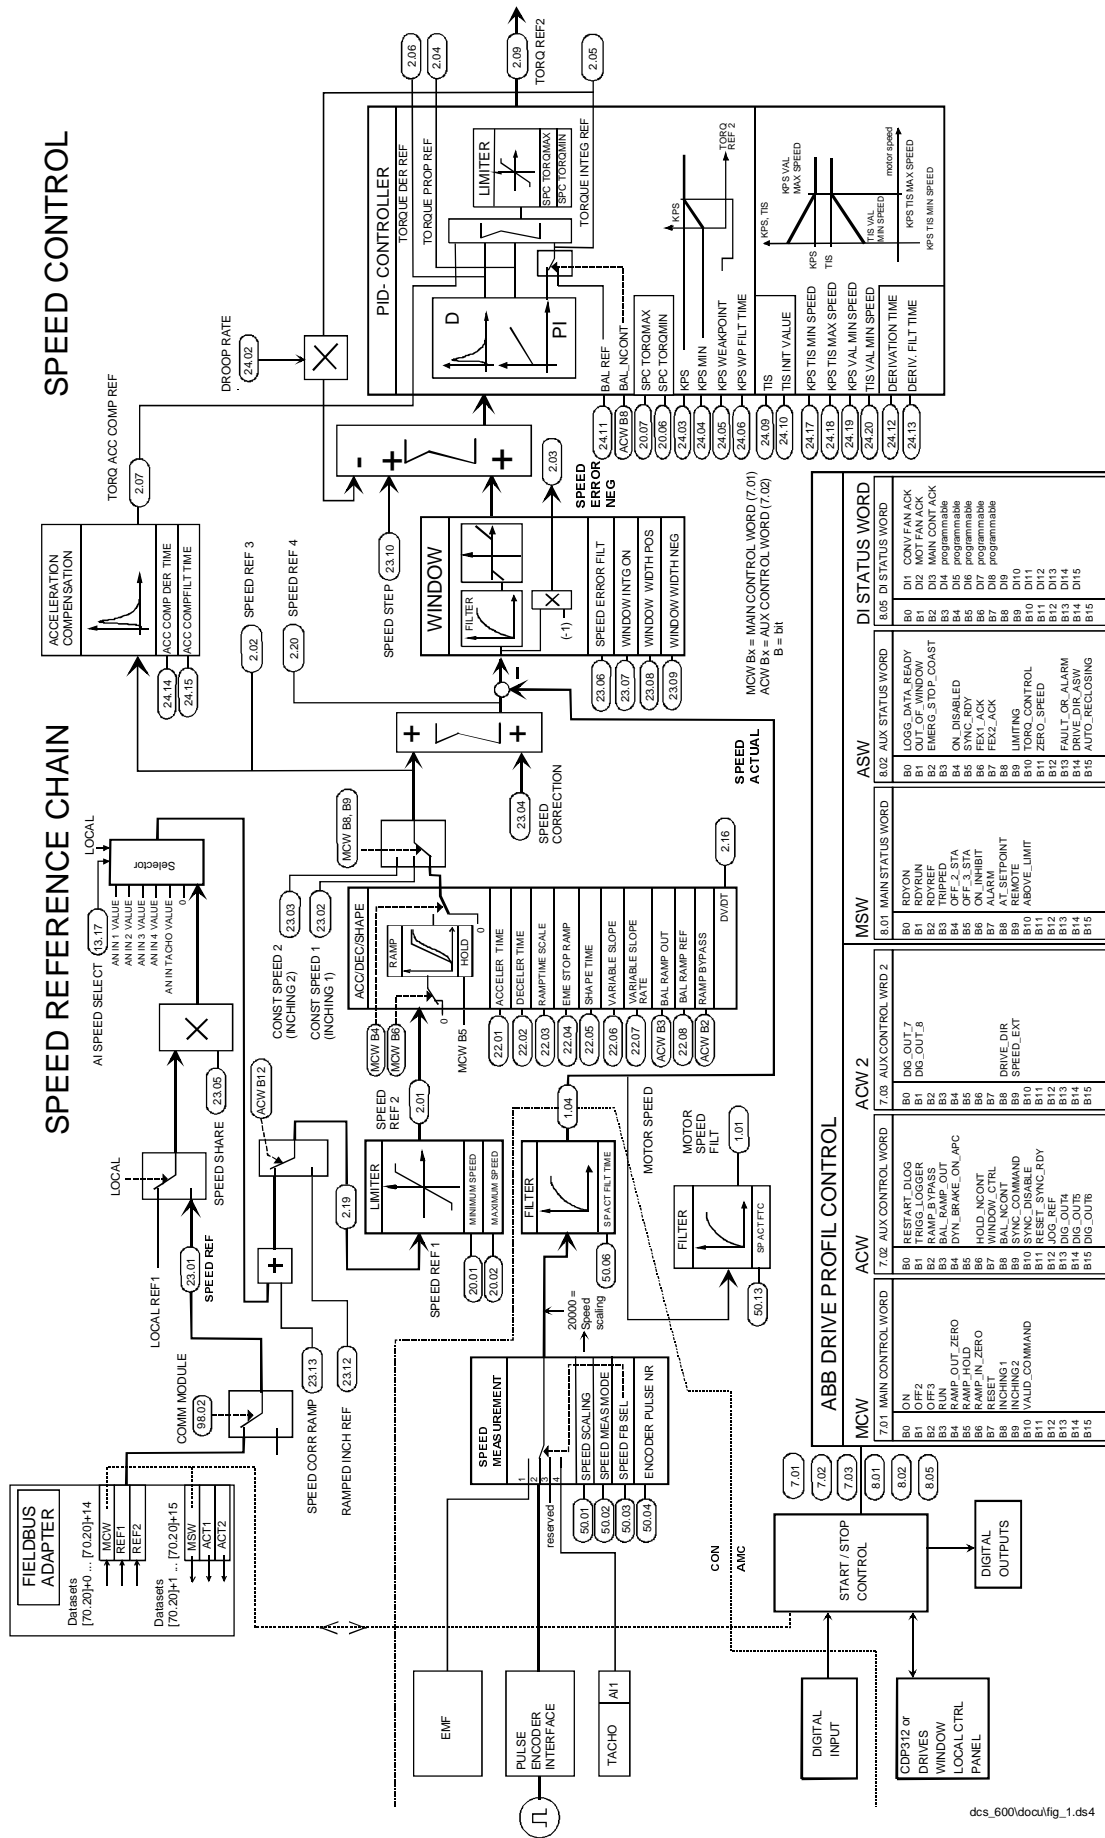 SPEED REFERENCE CHAIN
SPEED CONTROL
FIELDBUS
ADAPTER
Datasets
[70.20]+0 ... [70.20]+14
MCW
REF1
REF2
Datasets
[70.20]+1 ... [70.20]+15
MSW
ACT1
ACT2
COMM MODULE
98.02
LOCAL REF1
LOCAL
23.01
SPEED REF
SPEED SHARE
23.05
AI SPEED SELECT
13.17
LOCAL
AN IN 1 VALUE
AN IN 2 VALUE
AN IN 3 VALUE
AN IN 4 VALUE
AN IN TACHO VALUE
0
Selector
SPEED CORR RAMP
23.13
RAMPED INCH REF
23.12
+
ACW B12
2.19
SPEED REF 1
LIMITER
MINIMUM SPEED
MAXIMUM SPEED
20.01
20.02
SPEED
REF 2
2.01
CONST SPEED 2
(INCHING 2)
23.03
CONST SPEED 1
(INCHING 1)
23.02
MCW B8, B9
MCW B4
MCW B6
MCW B5
ACC/DEC/SHAPE
RAMP
HOLD
0
0
22.01
ACCELER TIME
22.02
DECELER TIME
22.03
RAMPTIME SCALE
22.04
EME STOP RAMP
22.05
SHAPE TIME
22.06
VARIABLE SLOPE
22.07
VARIABLE SLOPE
RATE
ACW B3
BAL RAMP OUT
22.08
BAL RAMP REF
ACW B2
RAMP BYPASS
DV/DT
2.16
ACCELERATION
COMPENSATION
24.14
ACC COMP DER TIME
24.15
ACC COMPFILT TIME
TORQ ACC COMP REF
2.07
2.02
SPEED REF 3
2.20
SPEED REF 4
+
+
23.04
SPEED
CORRECTION
-
SPEED
ACTUAL
SPEED STEP
23.10
WINDOW
FILTER
(-1)
X
23.06
SPEED ERROR FILT
23.07
WINDOW INTG ON
23.08
WINDOW WIDTH POS
23.09
WINDOW WIDTH NEG
2.03
SPEED
ERROR
NEG
-
+
+
DROOP RATE
24.02
PID- CONTROLLER
TORQUE DER REF
TORQUE PROP REF
TORQUE INTEG REF
2.06
2.04
2.09
TORQ REF2
2.05
D
PI
LIMITER
SPC TORQMAX
SPC TORQMIN
24.11
BAL REF
ACW B8
BAL_NCONT
20.07
SPC TORQMAX
20.06
SPC TORQMIN
24.03
KPS
24.04
KPS MIN
24.05
KPS WEAKPOINT
24.06
KPS WP FILT TIME
24.09
TIS
24.10
TIS INIT VALUE
24.17
KPS TIS MIN SPEED
24.18
KPS TIS MAX SPEED
24.19
KPS VAL MIN SPEED
24.20
TIS VAL MIN SPEED
24.12
DERIVATION TIME
24.13
DERIV. FILT TIME
KPS
TORQ
REF 2
KPS, TIS
KPS VAL
MAX SPEED
KPS
TIS
TIS VAL
MIN SPEED
motor speed
KPS TIS MAX SPEED
KPS TIS MIN SPEED
EMF
PULSE
ENCODER
INTERFACE
TACHO
AI1
SPEED
MEASUREMENT
1
2
3
4
reserved
50.01
SPEED SCALING
50.02
SPEED MEAS MODE
50.03
SPEED FB SEL
50.04
ENCODER PULSE NR
20000 =
Speed
scaling
FILTER
SP ACT FILT TIME
50.06
1.04
MOTOR SPEED
FILTER
SP ACT FTC
50.13
MOTOR
SPEED
FILT
1.01
CON
AMC
MCW Bx = MAIN CONTROL WORD (7.01)
ACW Bx = AUX CONTROL WORD (7.02)
B = bit
DIGITAL
INPUT
CDP312 or
DRIVES
WINDOW
LOCAL CTRL
PANEL
START / STOP
CONTROL
DIGITAL
OUTPUTS
7.01
7.02
7.03
8.01
8.02
8.05
ABB DRIVE PROFIL CONTROL
MCW
7.01 MAIN CONTROL WORD
B0 ON
B1 OFF2
B2 OFF3
B3 RUN
B4 RAMP_OUT_ZERO
B5 RAMP_HOLD
B6 RAMP_IN_ZERO
B7 RESET
B8 INCHING1
B9 INCHING2
B10 VALID_COMMAND
B11
B12
B13
B14
B15
ACW
7.02 AUX CONTROL WORD
B0 RESTART_DLOG
B1 TRIGG_LOGGER
B2 RAMP_BYPASS
B3 BAL_RAMP_OUT
B4 DYN_BRAKE_ON_APC
B5
B6 HOLD_NCONT
B7 WINDOW_CTRL
B8 BAL_NCONT
B9 SYNC_COMMAND
B10 SYNC_DISABLE
B11 RESET_SYNC_RDY
B12 JOG_REF
B13 DIG_OUT4
B14 DIG_OUT5
B15 DIG_OUT6
ACW 2
7.03 AUX CONTROL WRD 2
B0 DIG_OUT_7
B1 DIG_OUT_8
B2
B3
B4
B5
B6
B7
B8 DRIVE_DIR
B9 SPEED_EXT
B10
B11
B12
B13
B14
B15
MSW
8.01 MAIN STATUS WORD
B0 RDYON
B1 RDYRUN
B2 RDYREF
B3 TRIPPED
B4 OFF_2_STA
B5 OFF_3_STA
B6 ON_INHIBIT
B7 ALARM
B8 AT_SETPOINT
B9 REMOTE
B10 ABOVE_LIMIT
B11
B12
B13
B14
B15
ASW
8.02 AUX STATUS WORD
B0 LOGG_DATA_READY
B1 OUT_OF_WINDOW
B2 EMERG_STOP_COAST
B3
B4 ON_DISABLED
B5 SYNC_RDY
B6 FEX1_ACK
B7 FEX2_ACK
B8
B9 LIMITING
B10 TORQ_CONTROL
B11 ZERO_SPEED
B12
B13 FAULT_OR_ALARM
B14 DRIVE_DIR_ASW
B15 AUTO_RECLOSING
DI STATUS WORD
8.05 DI STATUS WORD
B0 DI1 CONV FAN ACK
B1 DI2 MOT FAN ACK
B2 DI3 MAIN CONT ACK
B3 DI4 programmable
B4 DI5 programmable
B5 DI6 programmable
B6 DI7 programmable
B7 DI8 programmable
B8 DI9
B9 DI10
B10 DI11
B11 DI12
B12 DI13
B13 DI14
B14 DI15
B15
dcs_600\docu\fig_1.ds4